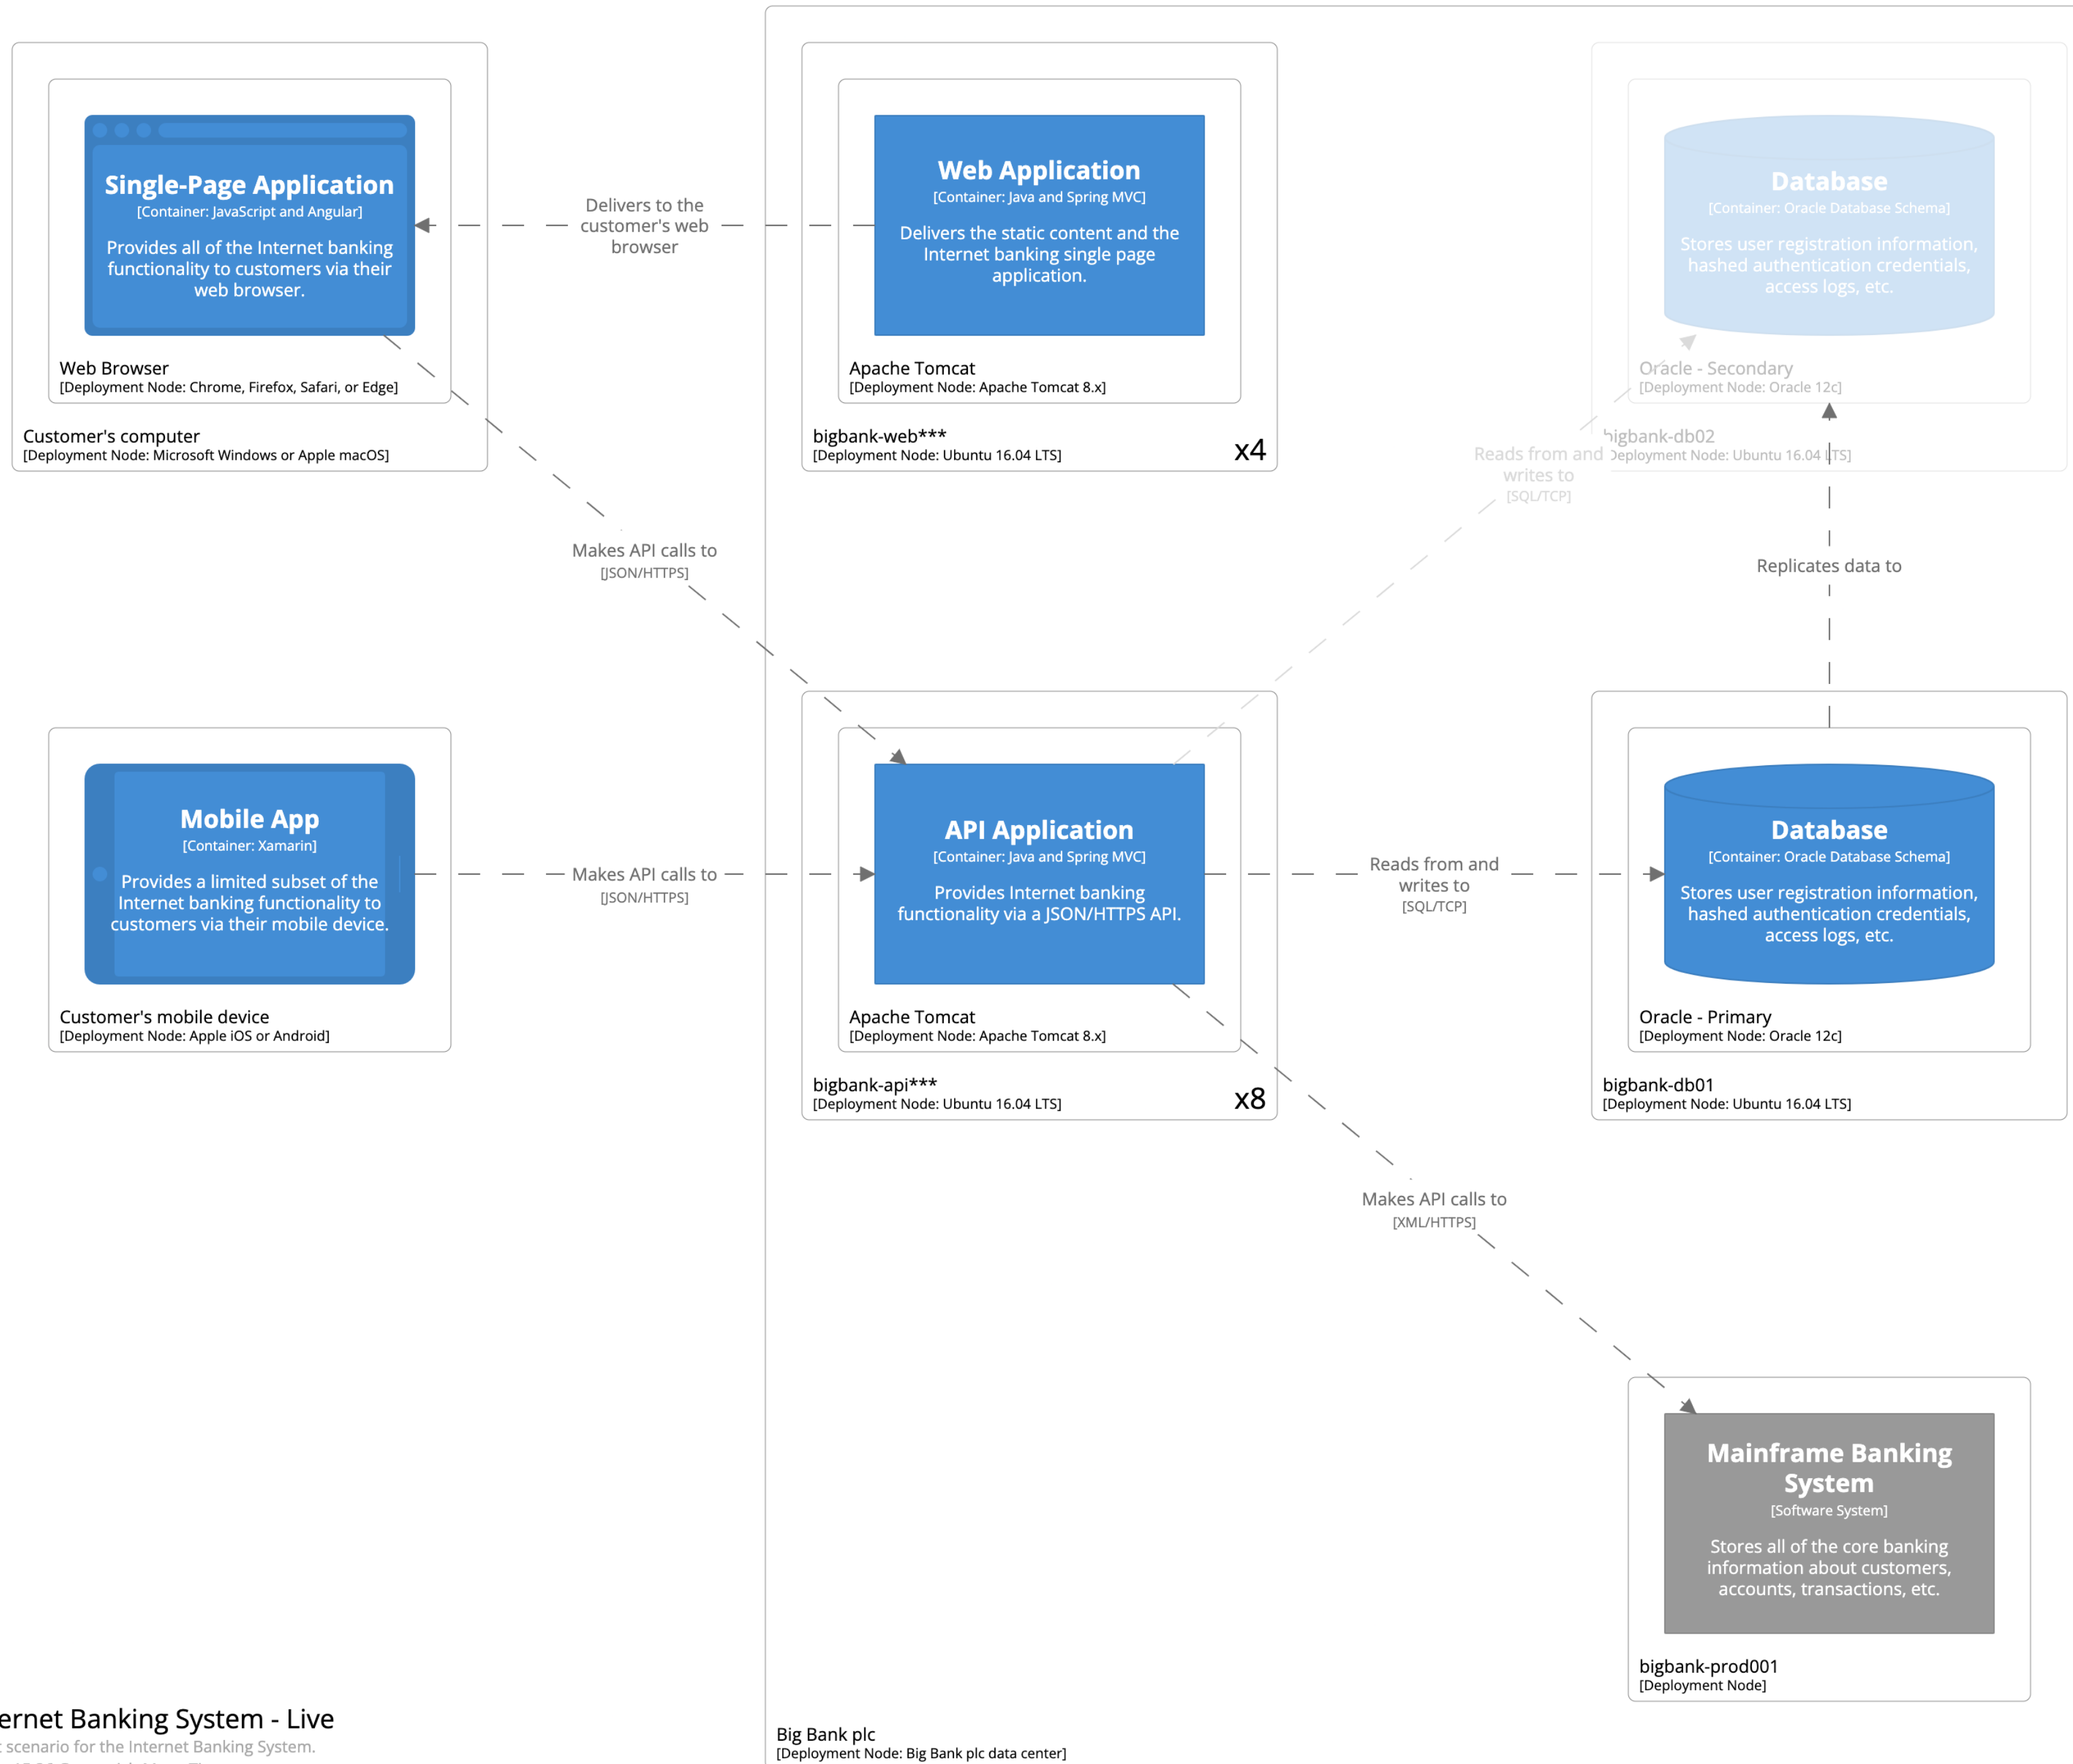 Single-Page Application
[Container: JavaScript and Angular]
Provides all of the Internet banking
functionality to customers via their
web browser.
Web Browser
[Deployment Node: Chrome, Firefox, Safari, or Edge]
Customer's computer
[Deployment Node: Microsoft Windows or Apple macOS]
Delivers to the
customer's web
browser
Web Application
[Container: Java and Spring MVC]
Delivers the static content and the
Internet banking single page
application.
Apache Tomcat
[Deployment Node: Apache Tomcat 8.x]
bigbank-web***
[Deployment Node: Ubuntu 16.04 LTS]
x4
Database
[Container: Oracle Database Schema]
Stores user registration information,
hashed authentication credentials,
access logs, etc.
Oracle - Secondary
[Deployment Node: Oracle 12c]
bigbank-db02
Deployment Node: Ubuntu 16.04 LTS]
Reads from and
writes to
[SQL/TCP]
Makes API calls to
[JSON/HTTPS]
Replicates data to
Mobile App
[Container: Xamarin]
Provides a limited subset of the
Internet banking functionality to
customers via their mobile device.
Customer's mobile device
[Deployment Node: Apple iOS or Android]
Makes API calls to
[JSON/HTTPS]
API Application
[Container: Java and Spring MVC]
Provides Internet banking
functionality via a JSON/HTTPS API.
Apache Tomcat
[Deployment Node: Apache Tomcat 8.x]
bigbank-api***
[Deployment Node: Ubuntu 16.04 LTS]
x8
Reads from and
writes to
[SQL/TCP]
Database
[Container: Oracle Database Schema]
Stores user registration information,
hashed authentication credentials,
access logs, etc.
Oracle - Primary
[Deployment Node: Oracle 12c]
bigbank-db01
[Deployment Node: Ubuntu 16.04 LTS]
Makes API calls to
[XML/HTTPS]
Mainframe Banking
System
[Software System]
Stores all of the core banking
information about customers,
accounts, transactions, etc.
bigbank-prod001
[Deployment Node]
Big Bank plc
[Deployment Node: Big Bank plc data center]
ernet Banking System - Live
scenario for the Internet Banking System.